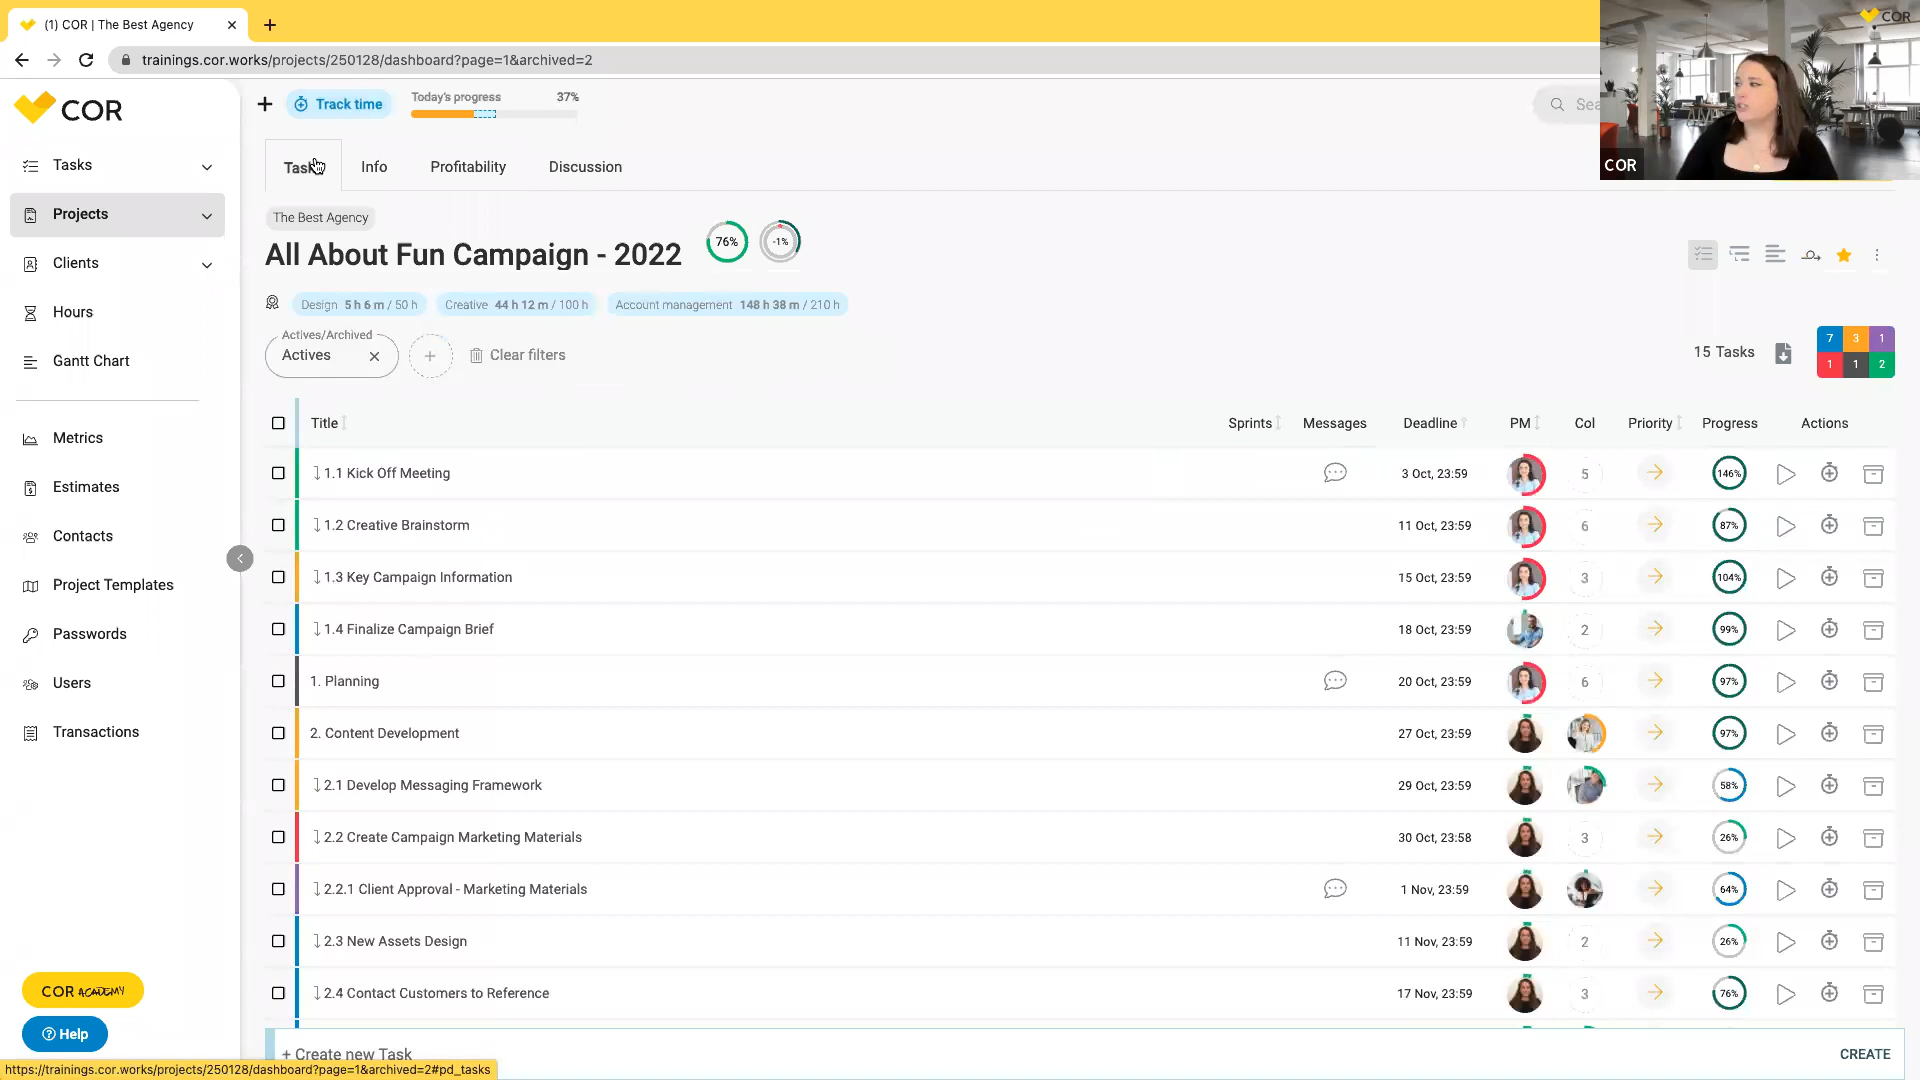 (1) COR | The Best Agency
trainings.cor.works/projects/250128/dashboard?page=1&archived=2
COR
COR
COR
Track time
Today's progress
37%
Tasks
Projects
Clients
Hours
Gantt Chart
Metrics
Estimates
Contacts
Project Templates
Passwords
Users
Transactions
COR ACADEMY
Help
Tasks
Info
Profitability
Discussion
The Best Agency
All About Fun Campaign - 2022
76%
-1%
Design 5 h 6 m / 50 h
Creative 44 h 12 m / 100 h
Account management 148 h 38 m / 210 h
Actives/Archived
Actives
Clear filters
15 Tasks
7 3 1
1 1 2
Title Sprints Messages Deadline PM Col Priority Progress Actions
1.1 Kick Off Meeting 3 Oct, 23:59 5 146%
1.2 Creative Brainstorm 11 Oct, 23:59 6 87%
1.3 Key Campaign Information 15 Oct, 23:59 3 104%
1.4 Finalize Campaign Brief 18 Oct, 23:59 2 99%
1. Planning 20 Oct, 23:59 6 97%
2. Content Development 27 Oct, 23:59 97%
2.1 Develop Messaging Framework 29 Oct, 23:59 58%
2.2 Create Campaign Marketing Materials 30 Oct, 23:58 3 26%
2.2.1 Client Approval - Marketing Materials 1 Nov, 23:59 64%
2.3 New Assets Design 11 Nov, 23:59 2 26%
2.4 Contact Customers to Reference 17 Nov, 23:59 3 76%
+ Create new Task
CREATE
https://trainings.cor.works/projects/250128/dashboard?page=1&archived=2#pd_tasks